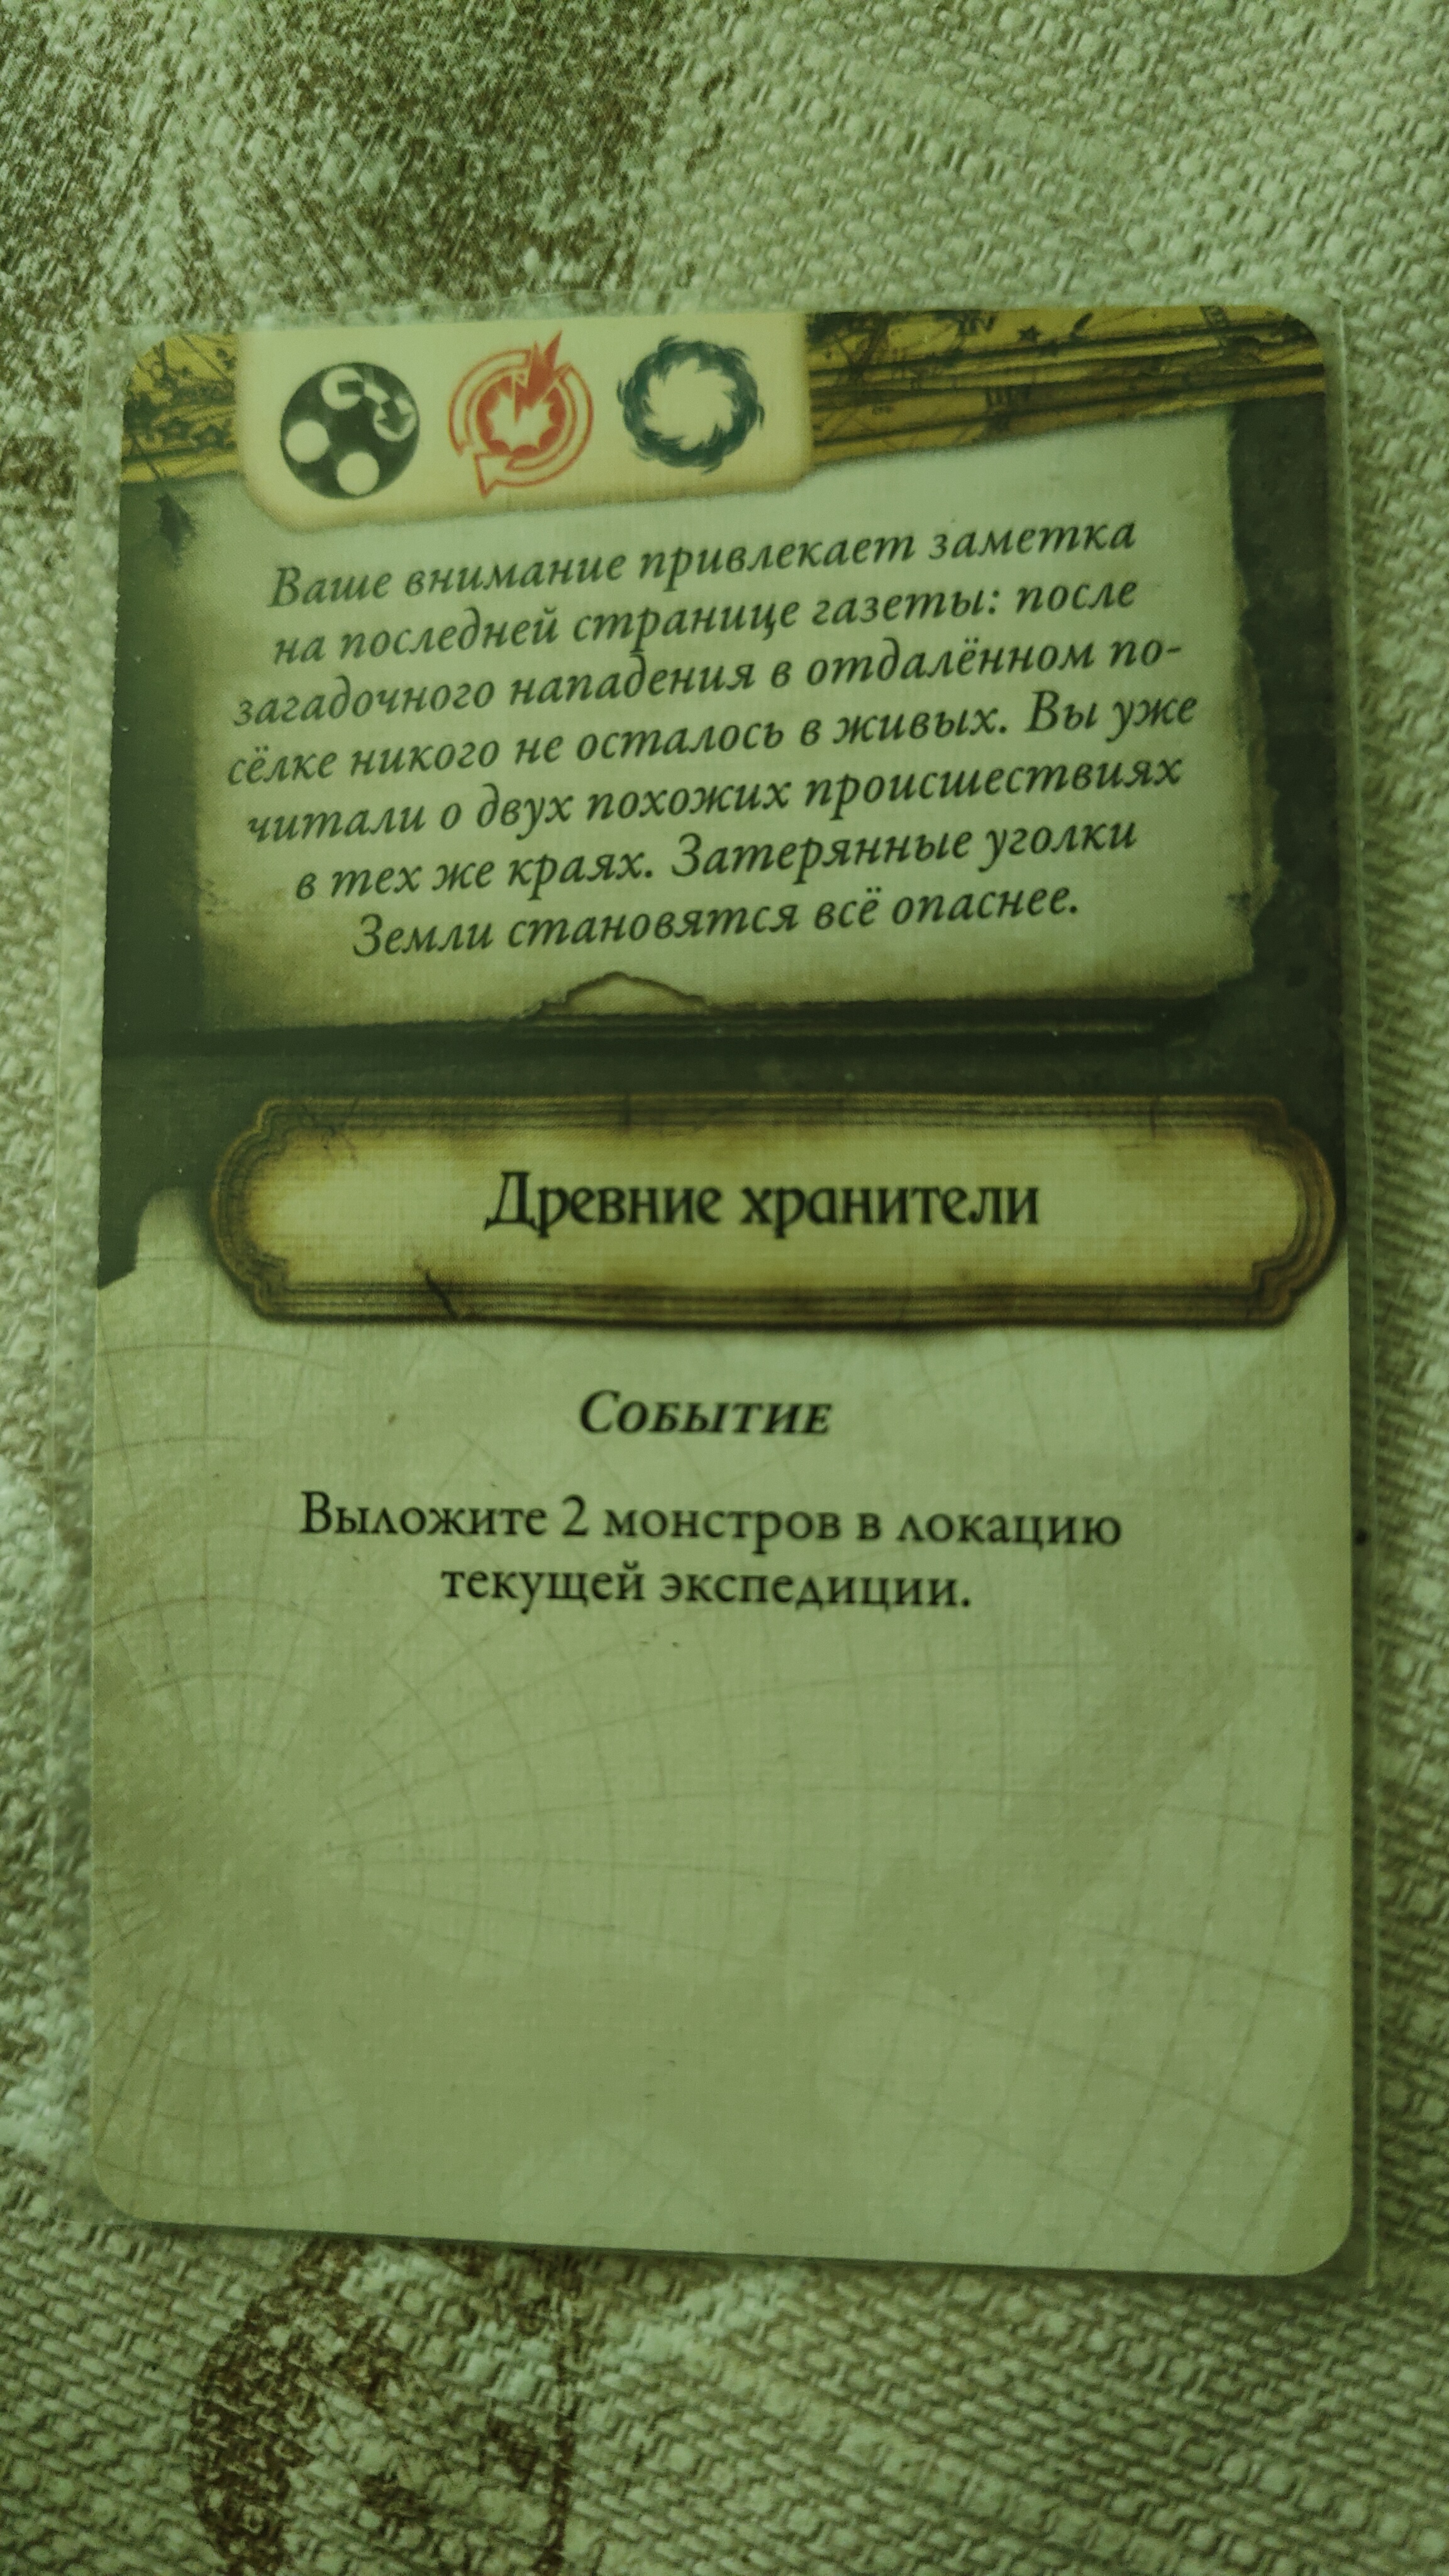 Ваше внимание привлекает заметка
на последней странице газеты: после
загадочного нападения в отдалённом по-
сёлке никого не осталось в живых. Вы уже
читали о двух похожих происшествиях
в тех же краях. Затерянные уголки
Земли становятся всё опаснее.
Древние хранители
Событие
Выложите 2 монстров в локацию
текущей экспедиции.